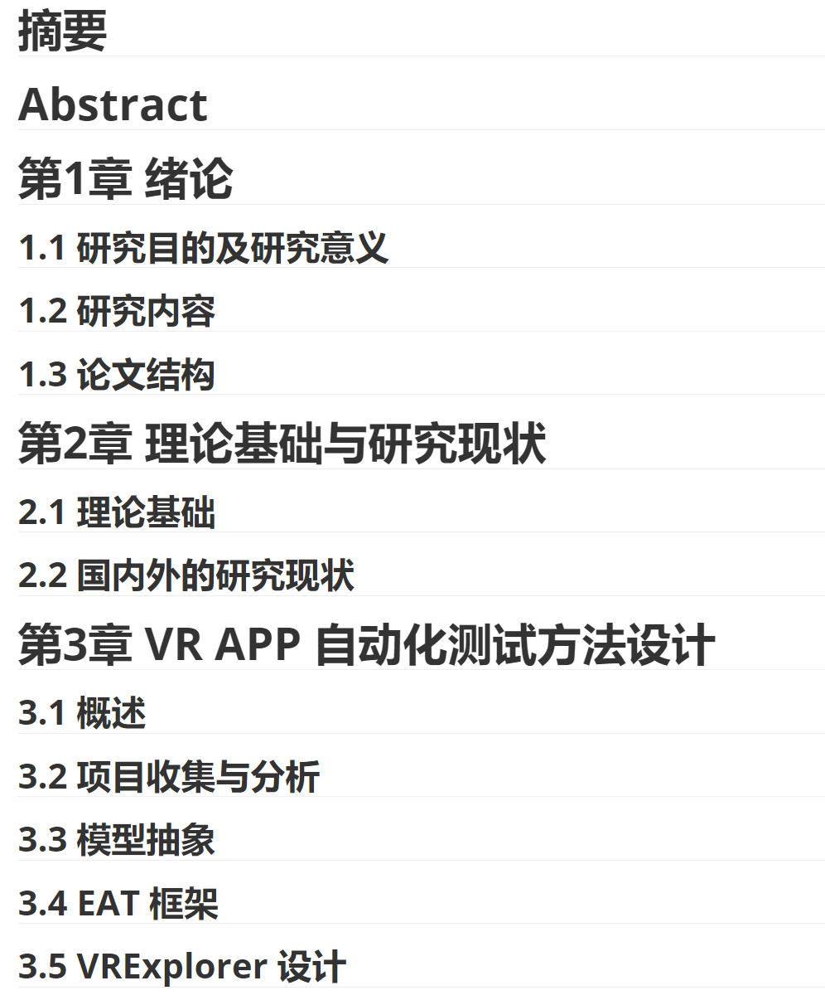 摘要
Abstract
第1章 绪论
1.1 研究目的及研究意义
1.2 研究内容
1.3 论文结构
第2章 理论基础与研究现状
2.1 理论基础
2.2 国内外的研究现状
第3章 VR APP 自动化测试方法设计
3.1 概述
3.2 项目收集与分析
3.3 模型抽象
3.4 EAT 框架
3.5 VRExplorer 设计